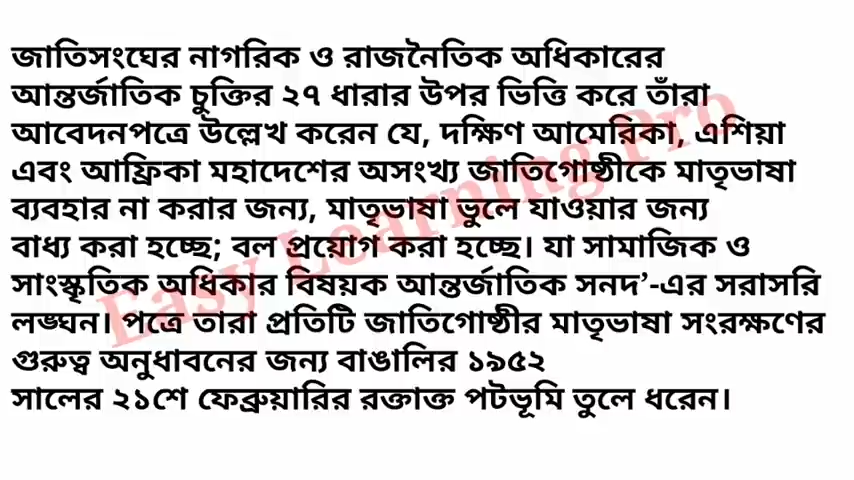 জাতিসংঘের নাগরিক ও রাজনৈতিক অধিকারের
আন্তর্জাতিক চুক্তির ২৭ ধারার উপর ভিত্তি করে তাঁরা
আবেদনপত্রে উল্লেখ করেন যে, দক্ষিণ আমেরিকা, এশিয়া
এবং আফ্রিকা মহাদেশের অসংখ্য জাতিগোষ্ঠীকে মাতৃভাষা
ব্যবহার না করার জন্য, মাতৃভাষা ভুলে যাওয়ার জন্য
বাধ্য করা হচ্ছে; বল প্রয়োগ করা হচ্ছে। যা সামাজিক ও
সাংস্কৃতিক অধিকার বিষয়ক আন্তর্জাতিক সনদ’-এর সরাসরি
লঙ্ঘন। পত্রে তারা প্রতিটি জাতিগোষ্ঠীর মাতৃভাষা সংরক্ষণের
গুরুত্ব অনুধাবনের জন্য বাঙালির ১৯৫২
সালের ২১শে ফেব্রুয়ারির রক্তাক্ত পটভূমি তুলে ধরেন।
Easy Learning Pro